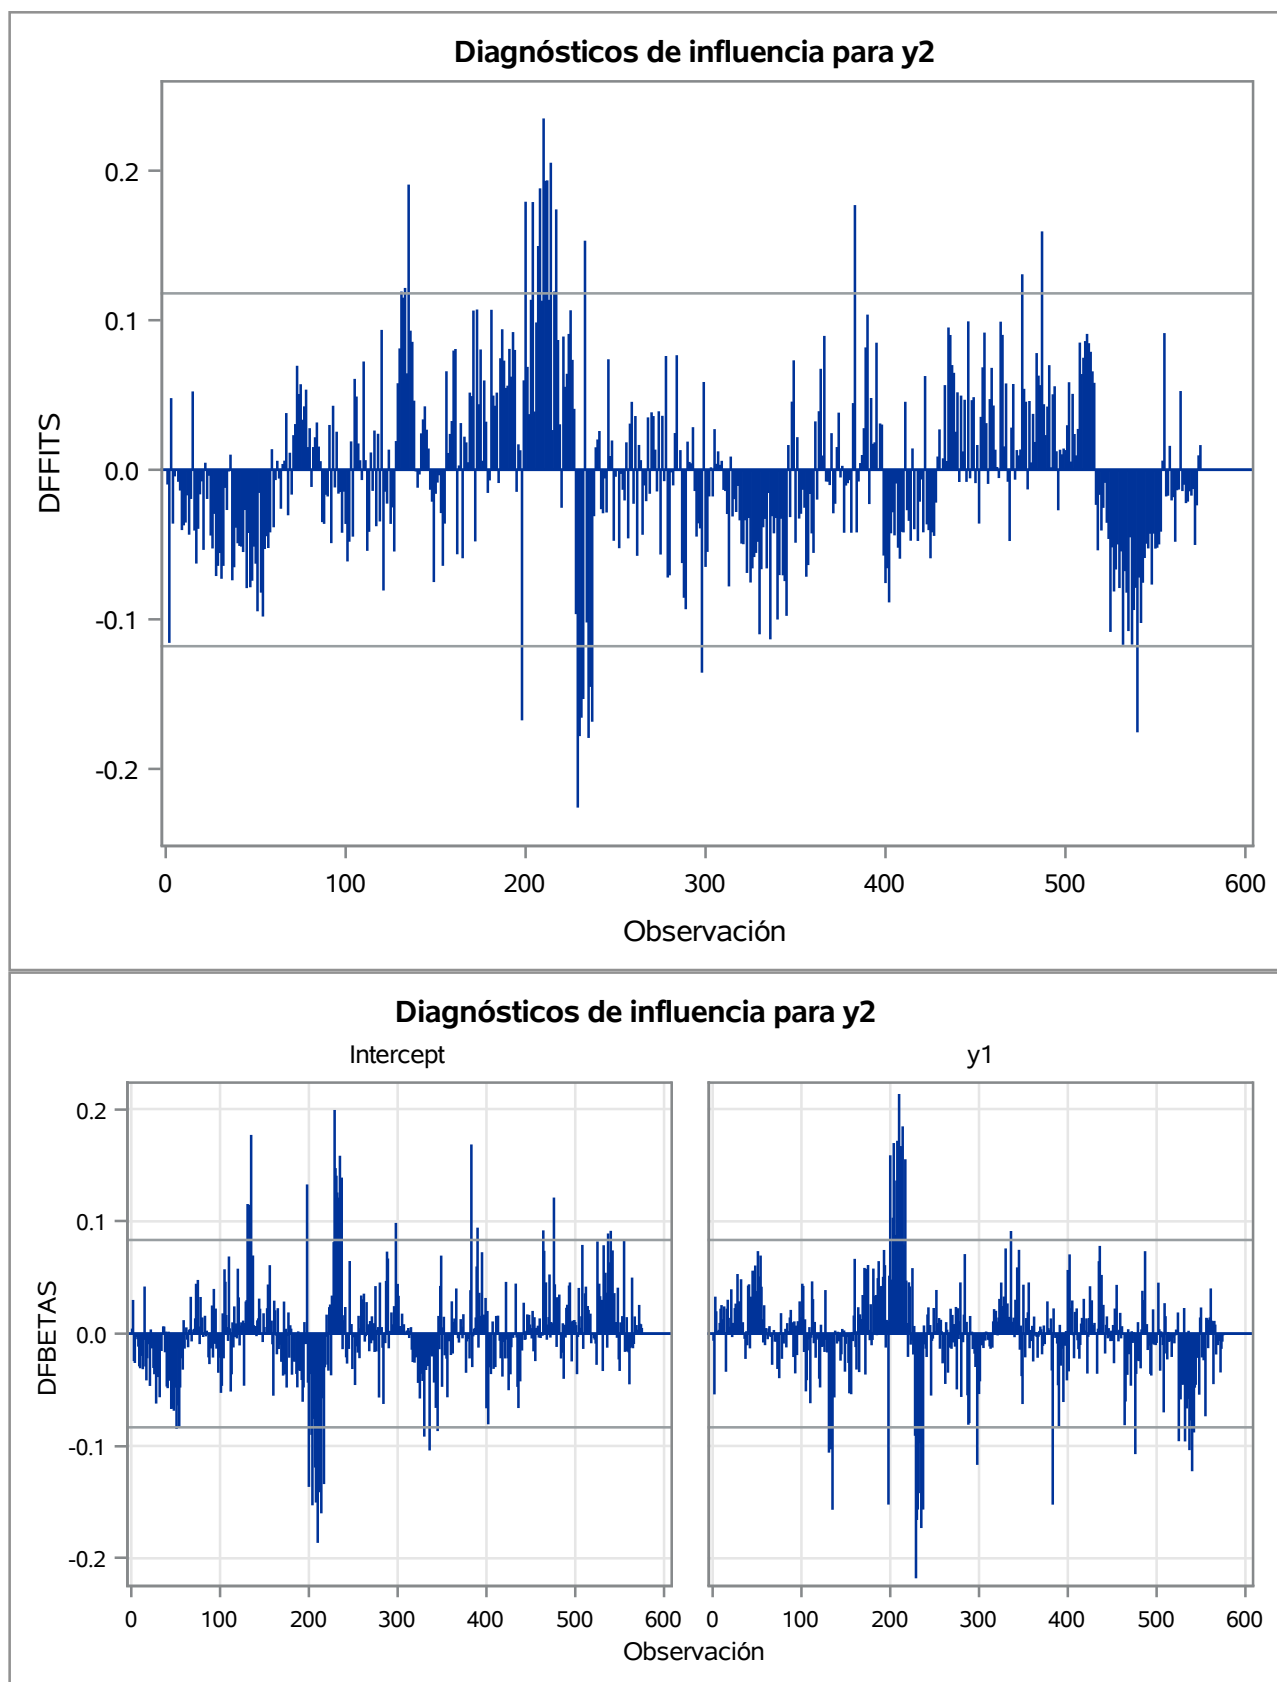 Diagnósticos de influencia para y2
DFFITS
0.2
0.1
0.0
-0.1
-0.2
0 100 200 300 400 500 600
Observación
Diagnósticos de influencia para y2
Intercept y1
DFBETAS
0.2
0.1
0.0
-0.1
-0.2
0 100 200 300 400 500 600 0 100 200 300 400 500 600
Observación